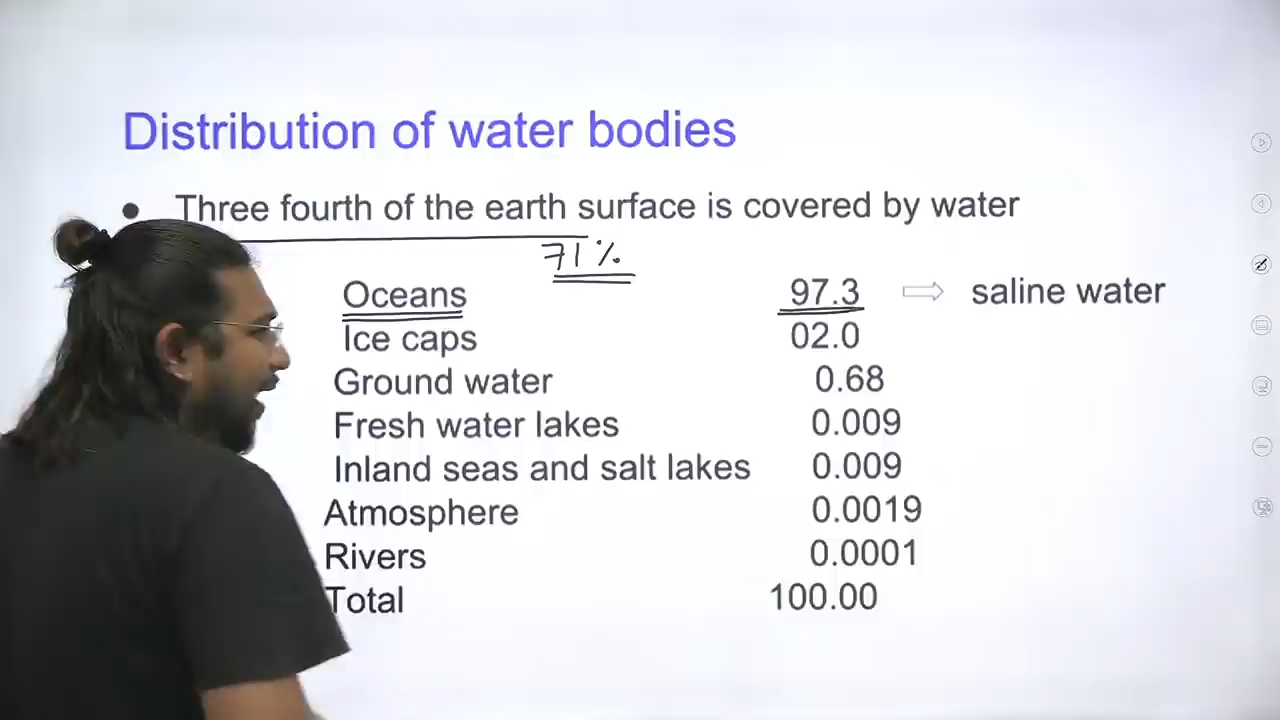 Distribution of water bodies
• Three fourth of the earth surface is covered by water
71%
Oceans 97.3 ⇨ saline water
Ice caps 02.0
Ground water 0.68
Fresh water lakes 0.009
Inland seas and salt lakes 0.009
Atmosphere 0.0019
Rivers 0.0001
Total 100.00